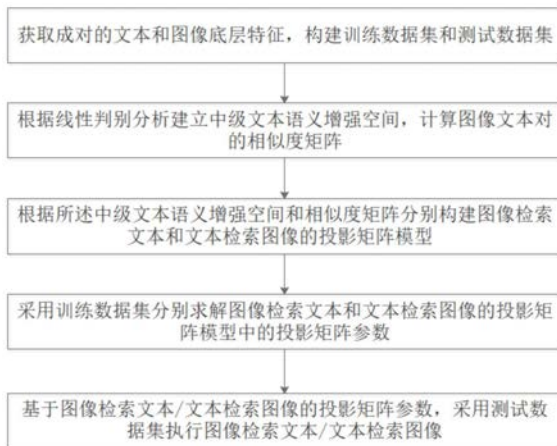 获取成对的文本和图像底层特征，构建训练数据集和测试数据集
根据线性判别分析建立中级文本语义增强空间，计算图像文本对
的相似度矩阵
根据所述中级文本语义增强空间和相似度矩阵分别构建图像检索
文本和文本检索图像的投影矩阵模型
采用训练数据集分别求解图像检索文本和文本检索图像的投影矩
阵模型中的投影矩阵参数
基于图像检索文本/文本检索图像的投影矩阵参数，采用测试数
据集执行图像检索文本/文本检索图像